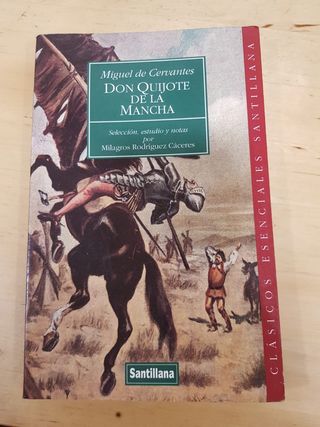 Miguel de Cervantes
DON QUIJOTE
DE LA
MANCHA
Selección, estudio y notas
por
Milagros Rodríguez Cáceres
CLÁSICOS ESENCIALES SANTILLANA
Santillana